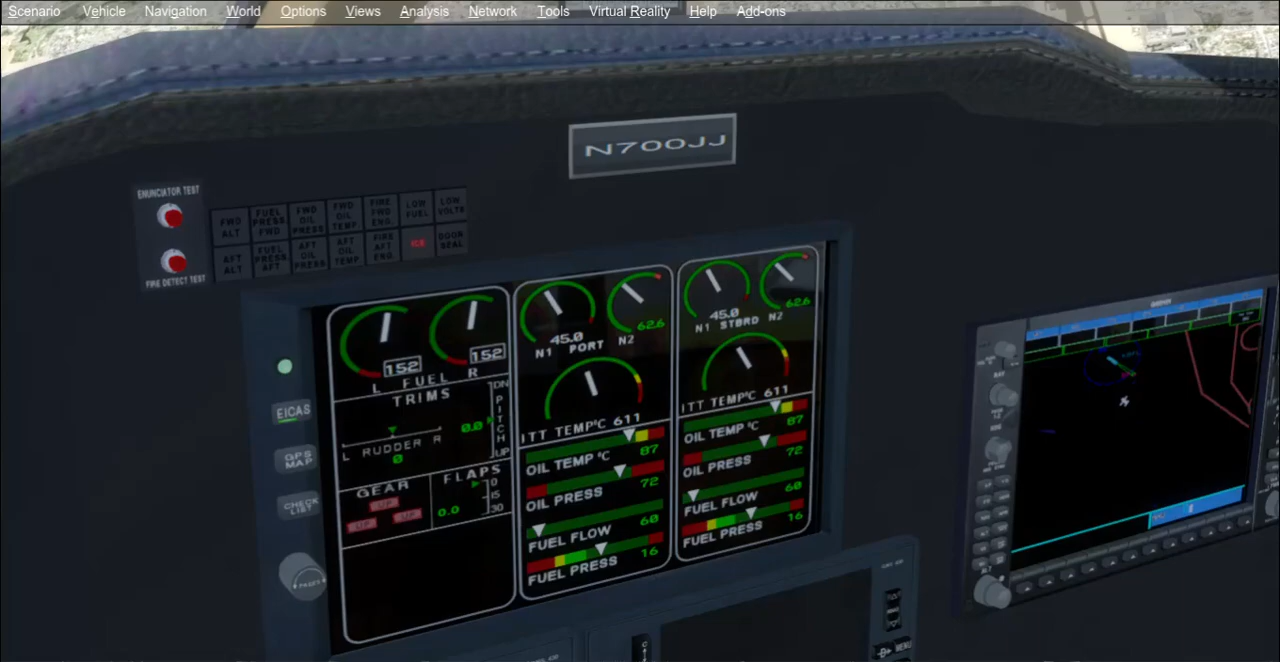 Scenario Vehicle Navigation World Options Views Analysis Network Tools Virtual Reality Help Add-ons
N700JJ
ENUNCIATOR TEST
FWD ALT
FUEL PRESS FWD
FWD OIL PRESS
FWD OIL TEMP.
FIRE FWD ENG.
LOW FUEL
LOW VOLTS
AFT ALT
FUEL PRESS AFT
AFT OIL PRESS
AFT OIL TEMP
FIRE AFT ENG
ICE
DOOR SEAL
FIRE DETECT TEST
EICAS
GPS MAP
CHECK LIST
152 152
L FUEL R
TRIMS
DN
PITCH
UP
0.0
L RUDDER R
0
GEAR
UP
UP UP
FLAPS
0
15
30
0.0
45.0 62.6
N1 PORT N2
ITT TEMP°C 611
OIL TEMP °C 87
OIL PRESS 72
FUEL FLOW 60
FUEL PRESS 16
45.0 62.6
N1 STBRD N2
ITT TEMP°C 611
OIL TEMP °C 87
OIL PRESS 72
FUEL FLOW 60
FUEL PRESS 16
GARMIN
MENU